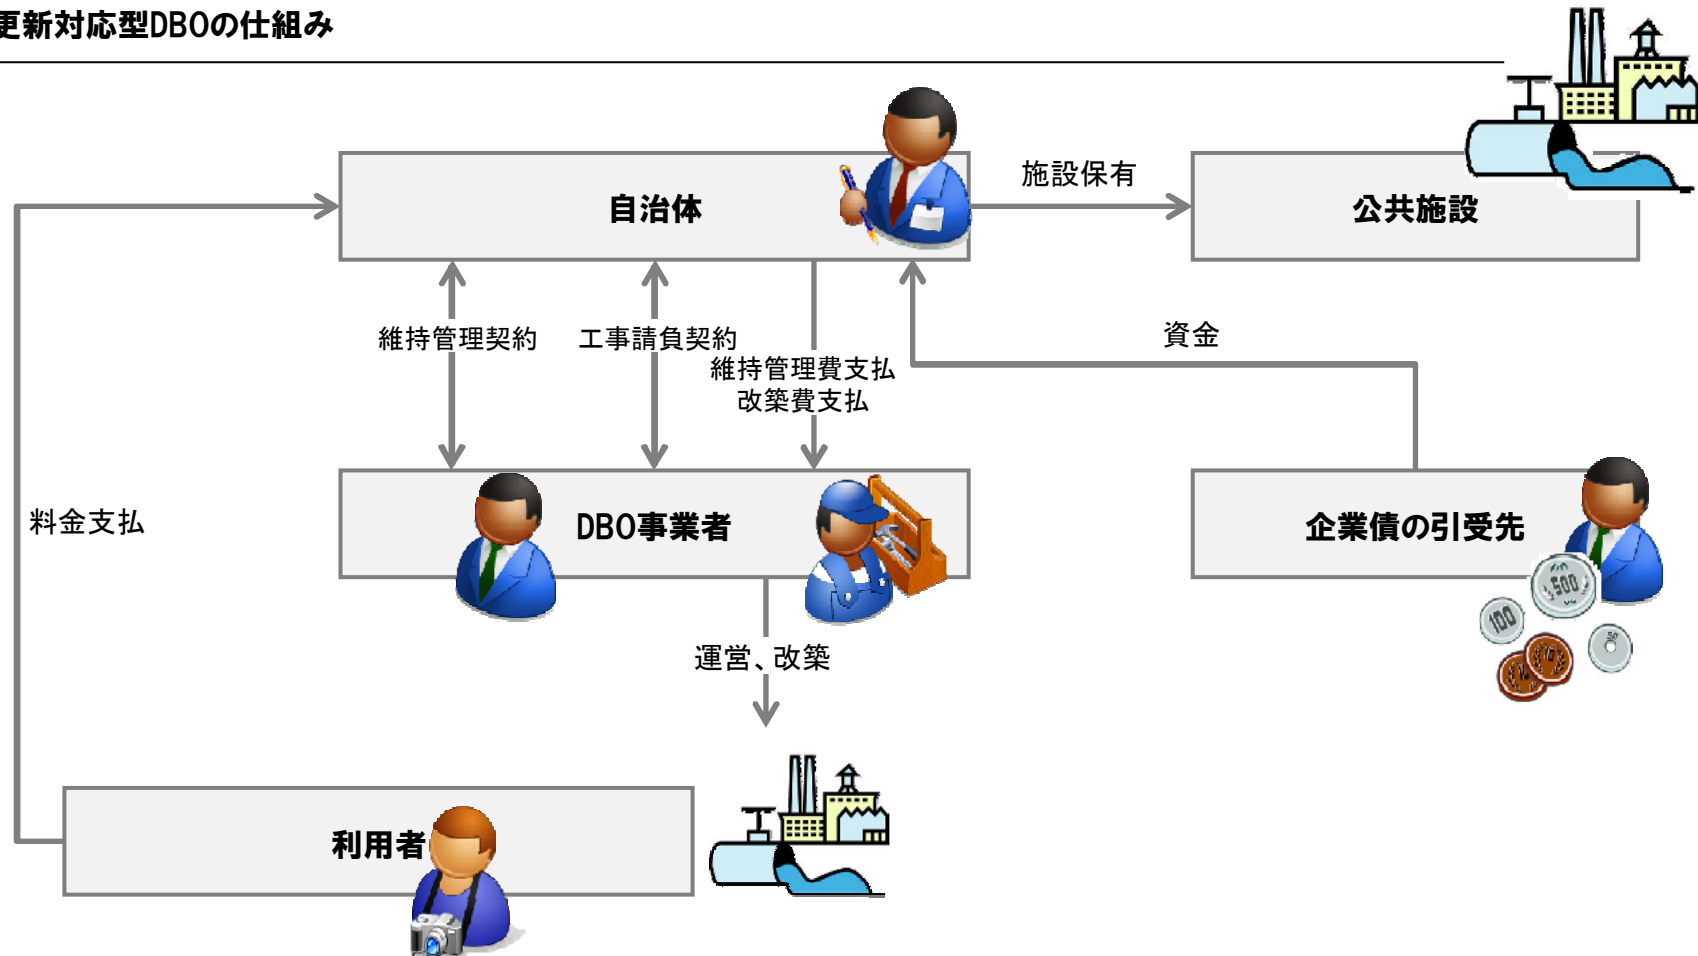 更新対応型DBOの仕組み
自治体
施設保有
公共施設
維持管理契約
工事請負契約
維持管理費支払
改築費支払
資金
料金支払
DBO事業者
企業債の引受先
500
100
50
10
運営、改築
利用者